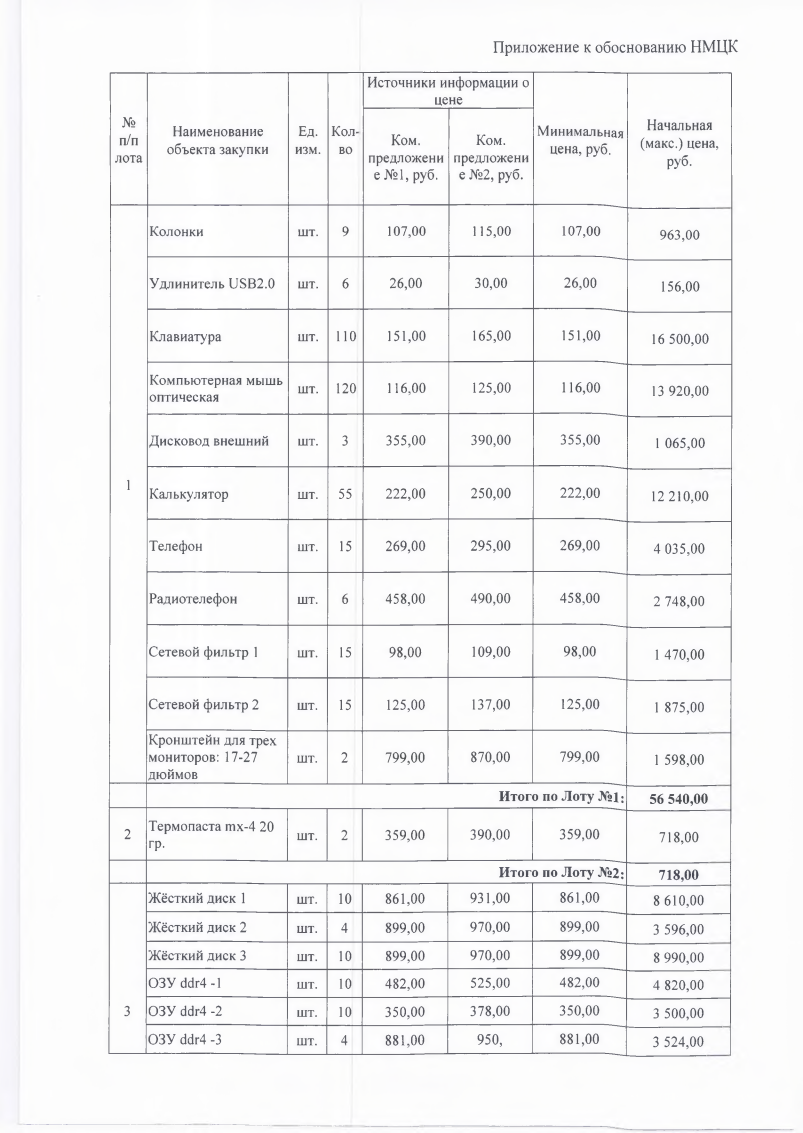 Приложение к обоснованию НМЦК
№ п/п лота | Наименование объекта закупки | Ед. изм. | Кол-во | Источники информации о цене | Минимальная цена, руб. | Начальная (макс.) цена, руб.
Ком. предложени е №1, руб. | Ком. предложени е №2, руб.
1
Колонки шт. 9 107,00 115,00 107,00 963,00
Удлинитель USB2.0 шт. 6 26,00 30,00 26,00 156,00
Клавиатура шт. 110 151,00 165,00 151,00 16 500,00
Компьютерная мышь оптическая шт. 120 116,00 125,00 116,00 13 920,00
Дисковод внешний шт. 3 355,00 390,00 355,00 1 065,00
Калькулятор шт. 55 222,00 250,00 222,00 12 210,00
Телефон шт. 15 269,00 295,00 269,00 4 035,00
Радиотелефон шт. 6 458,00 490,00 458,00 2 748,00
Сетевой фильтр 1 шт. 15 98,00 109,00 98,00 1 470,00
Сетевой фильтр 2 шт. 15 125,00 137,00 125,00 1 875,00
Кронштейн для трех мониторов: 17-27 дюймов шт. 2 799,00 870,00 799,00 1 598,00
Итого по Лоту №1: 56 540,00
2 Термопаста mx-4 20 гр. шт. 2 359,00 390,00 359,00 718,00
Итого по Лоту №2: 718,00
3
Жёсткий диск 1 шт. 10 861,00 931,00 861,00 8 610,00
Жёсткий диск 2 шт. 4 899,00 970,00 899,00 3 596,00
Жёсткий диск 3 шт. 10 899,00 970,00 899,00 8 990,00
ОЗУ ddr4 -1 шт. 10 482,00 525,00 482,00 4 820,00
ОЗУ ddr4 -2 шт. 10 350,00 378,00 350,00 3 500,00
ОЗУ ddr4 -3 шт. 4 881,00 950, 881,00 3 524,00